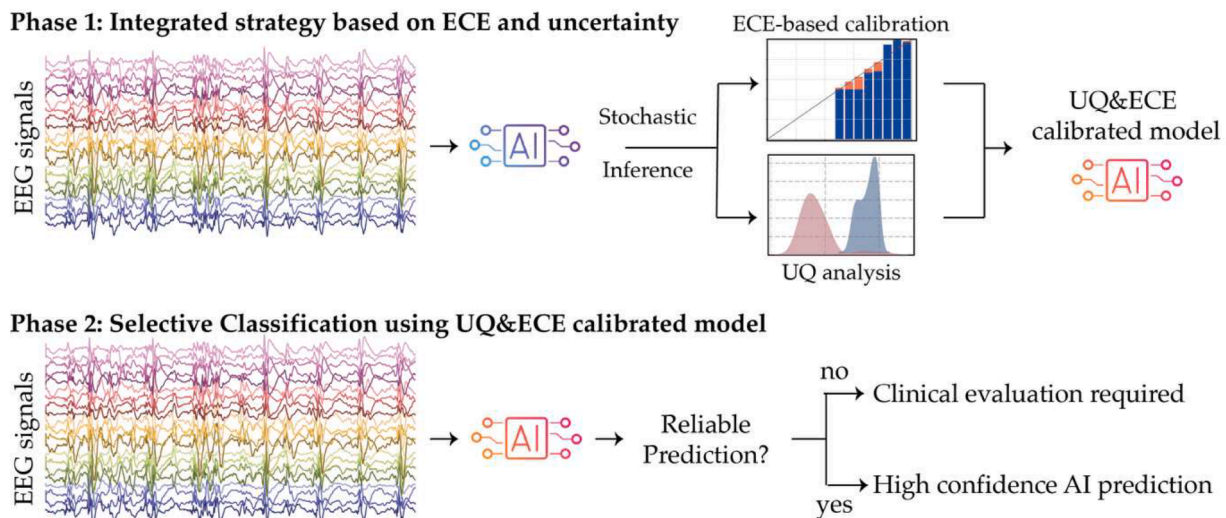 Phase 1: Integrated strategy based on ECE and uncertainty
EEG signals
AI
Stochastic
Inference
ECE-based calibration
UQ analysis
UQ&ECE
calibrated model
AI
Phase 2: Selective Classification using UQ&ECE calibrated model
EEG signals
AI
Reliable
Prediction?
no
Clinical evaluation required
yes
High confidence AI prediction